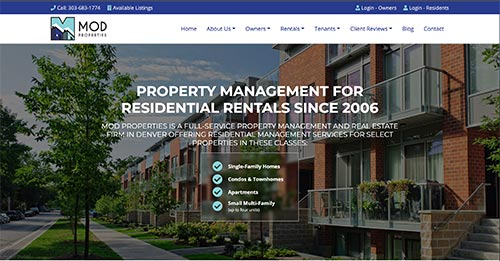 Call: 303-683-1774
Available Listings
Login - Owners
Login - Residents
MOD
PROPERTIES
Home
About Us
Owners
Rentals
Tenants
Client Reviews
Blog
Contact
PROPERTY MANAGEMENT FOR
RESIDENTIAL RENTALS SINCE 2006
MOD PROPERTIES IS A FULL-SERVICE PROPERTY MANAGEMENT AND REAL ESTATE
FIRM IN DENVER OFFERING RESIDENTIAL MANAGEMENT SERVICES FOR SELECT
PROPERTIES IN THESE CLASSES:
Single-Family Homes
Condos & Townhomes
Apartments
Small Multi-Family
(up to four units)